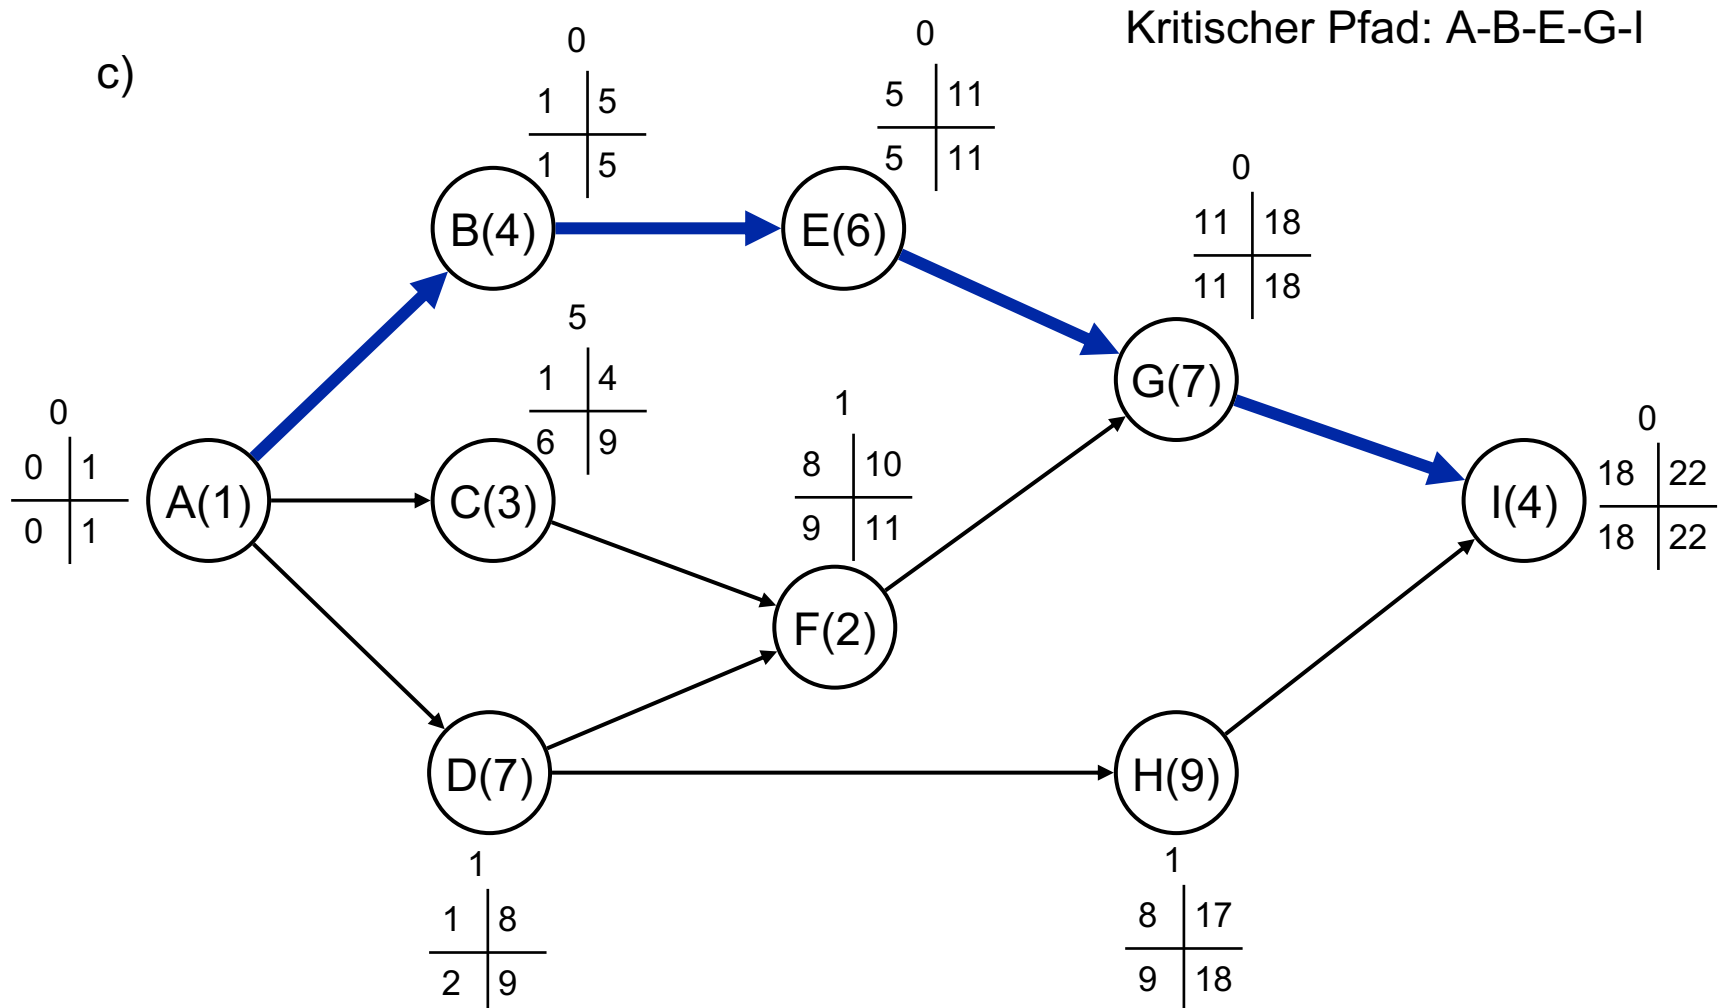 Kritischer Pfad: A-B-E-G-I
c)
0
1 5
1 5
B(4)
0
5 11
5 11
E(6)
0
11 18
11 18
G(7)
5
1 4
6 9
C(3)
1
8 10
9 11
F(2)
0
0 1
0 1
A(1)
0
18 22
18 22
I(4)
D(7)
1
1 8
2 9
H(9)
1
8 17
9 18